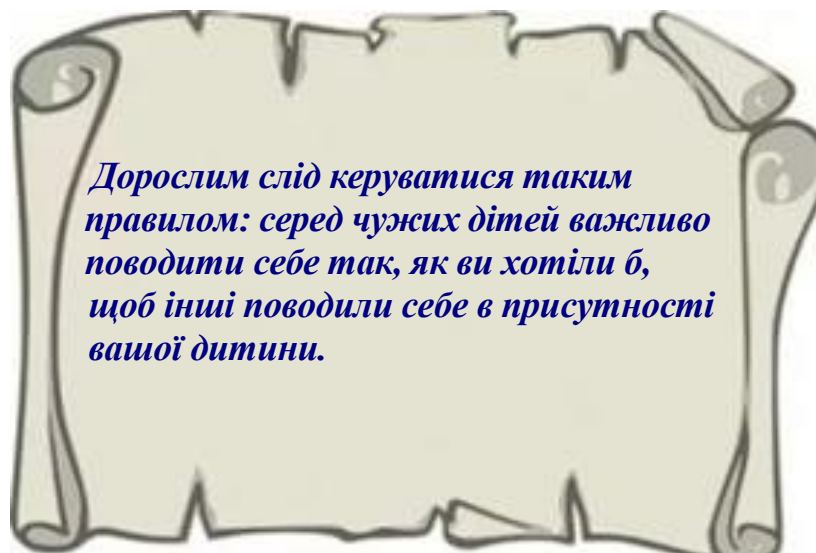 Дорослим слід керуватися таким
правилом: серед чужих дітей важливо
поводити себе так, як ви хотіли б,
щоб інші поводили себе в присутності
вашої дитини.